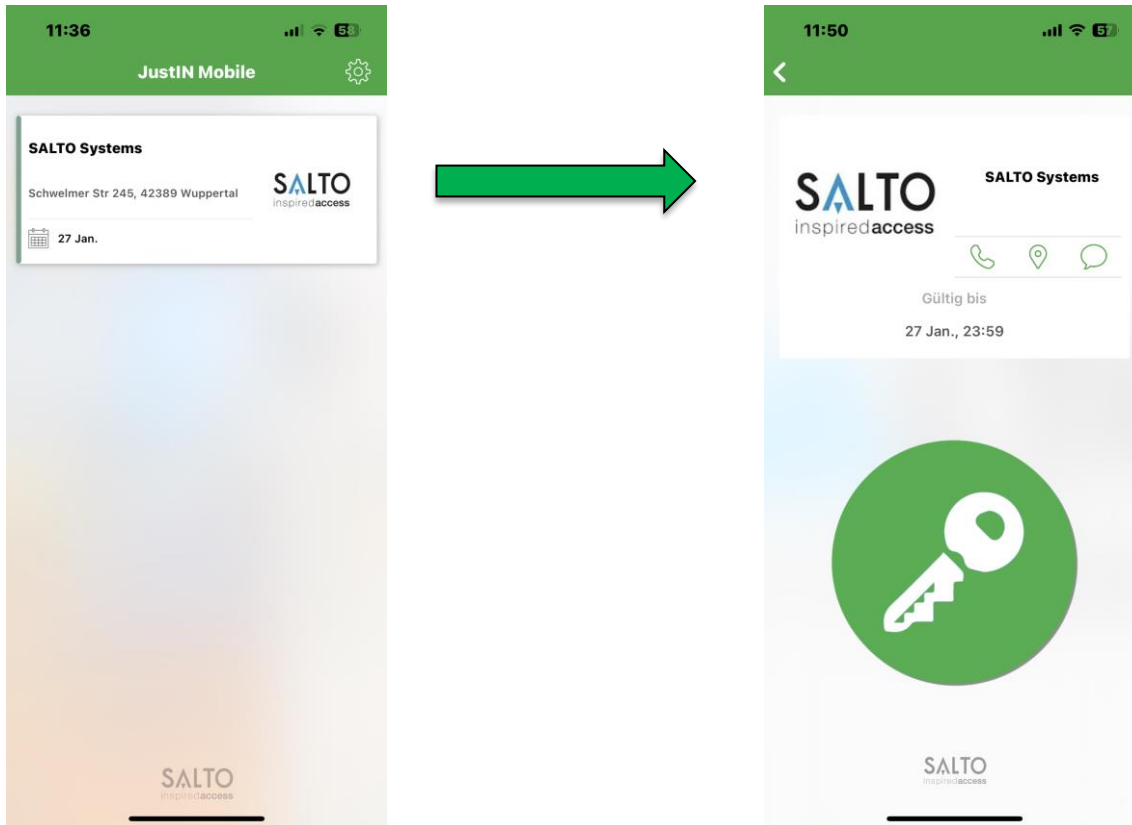 11:36
58
JustIN Mobile
SALTO Systems
Schwelmer Str 245, 42389 Wuppertal
SALTO
inspiredaccess
27 Jan.
SALTO
inspiredaccess
11:50
57
SALTO
inspiredaccess
SALTO Systems
Gültig bis
27 Jan., 23:59
SALTO
inspiredaccess